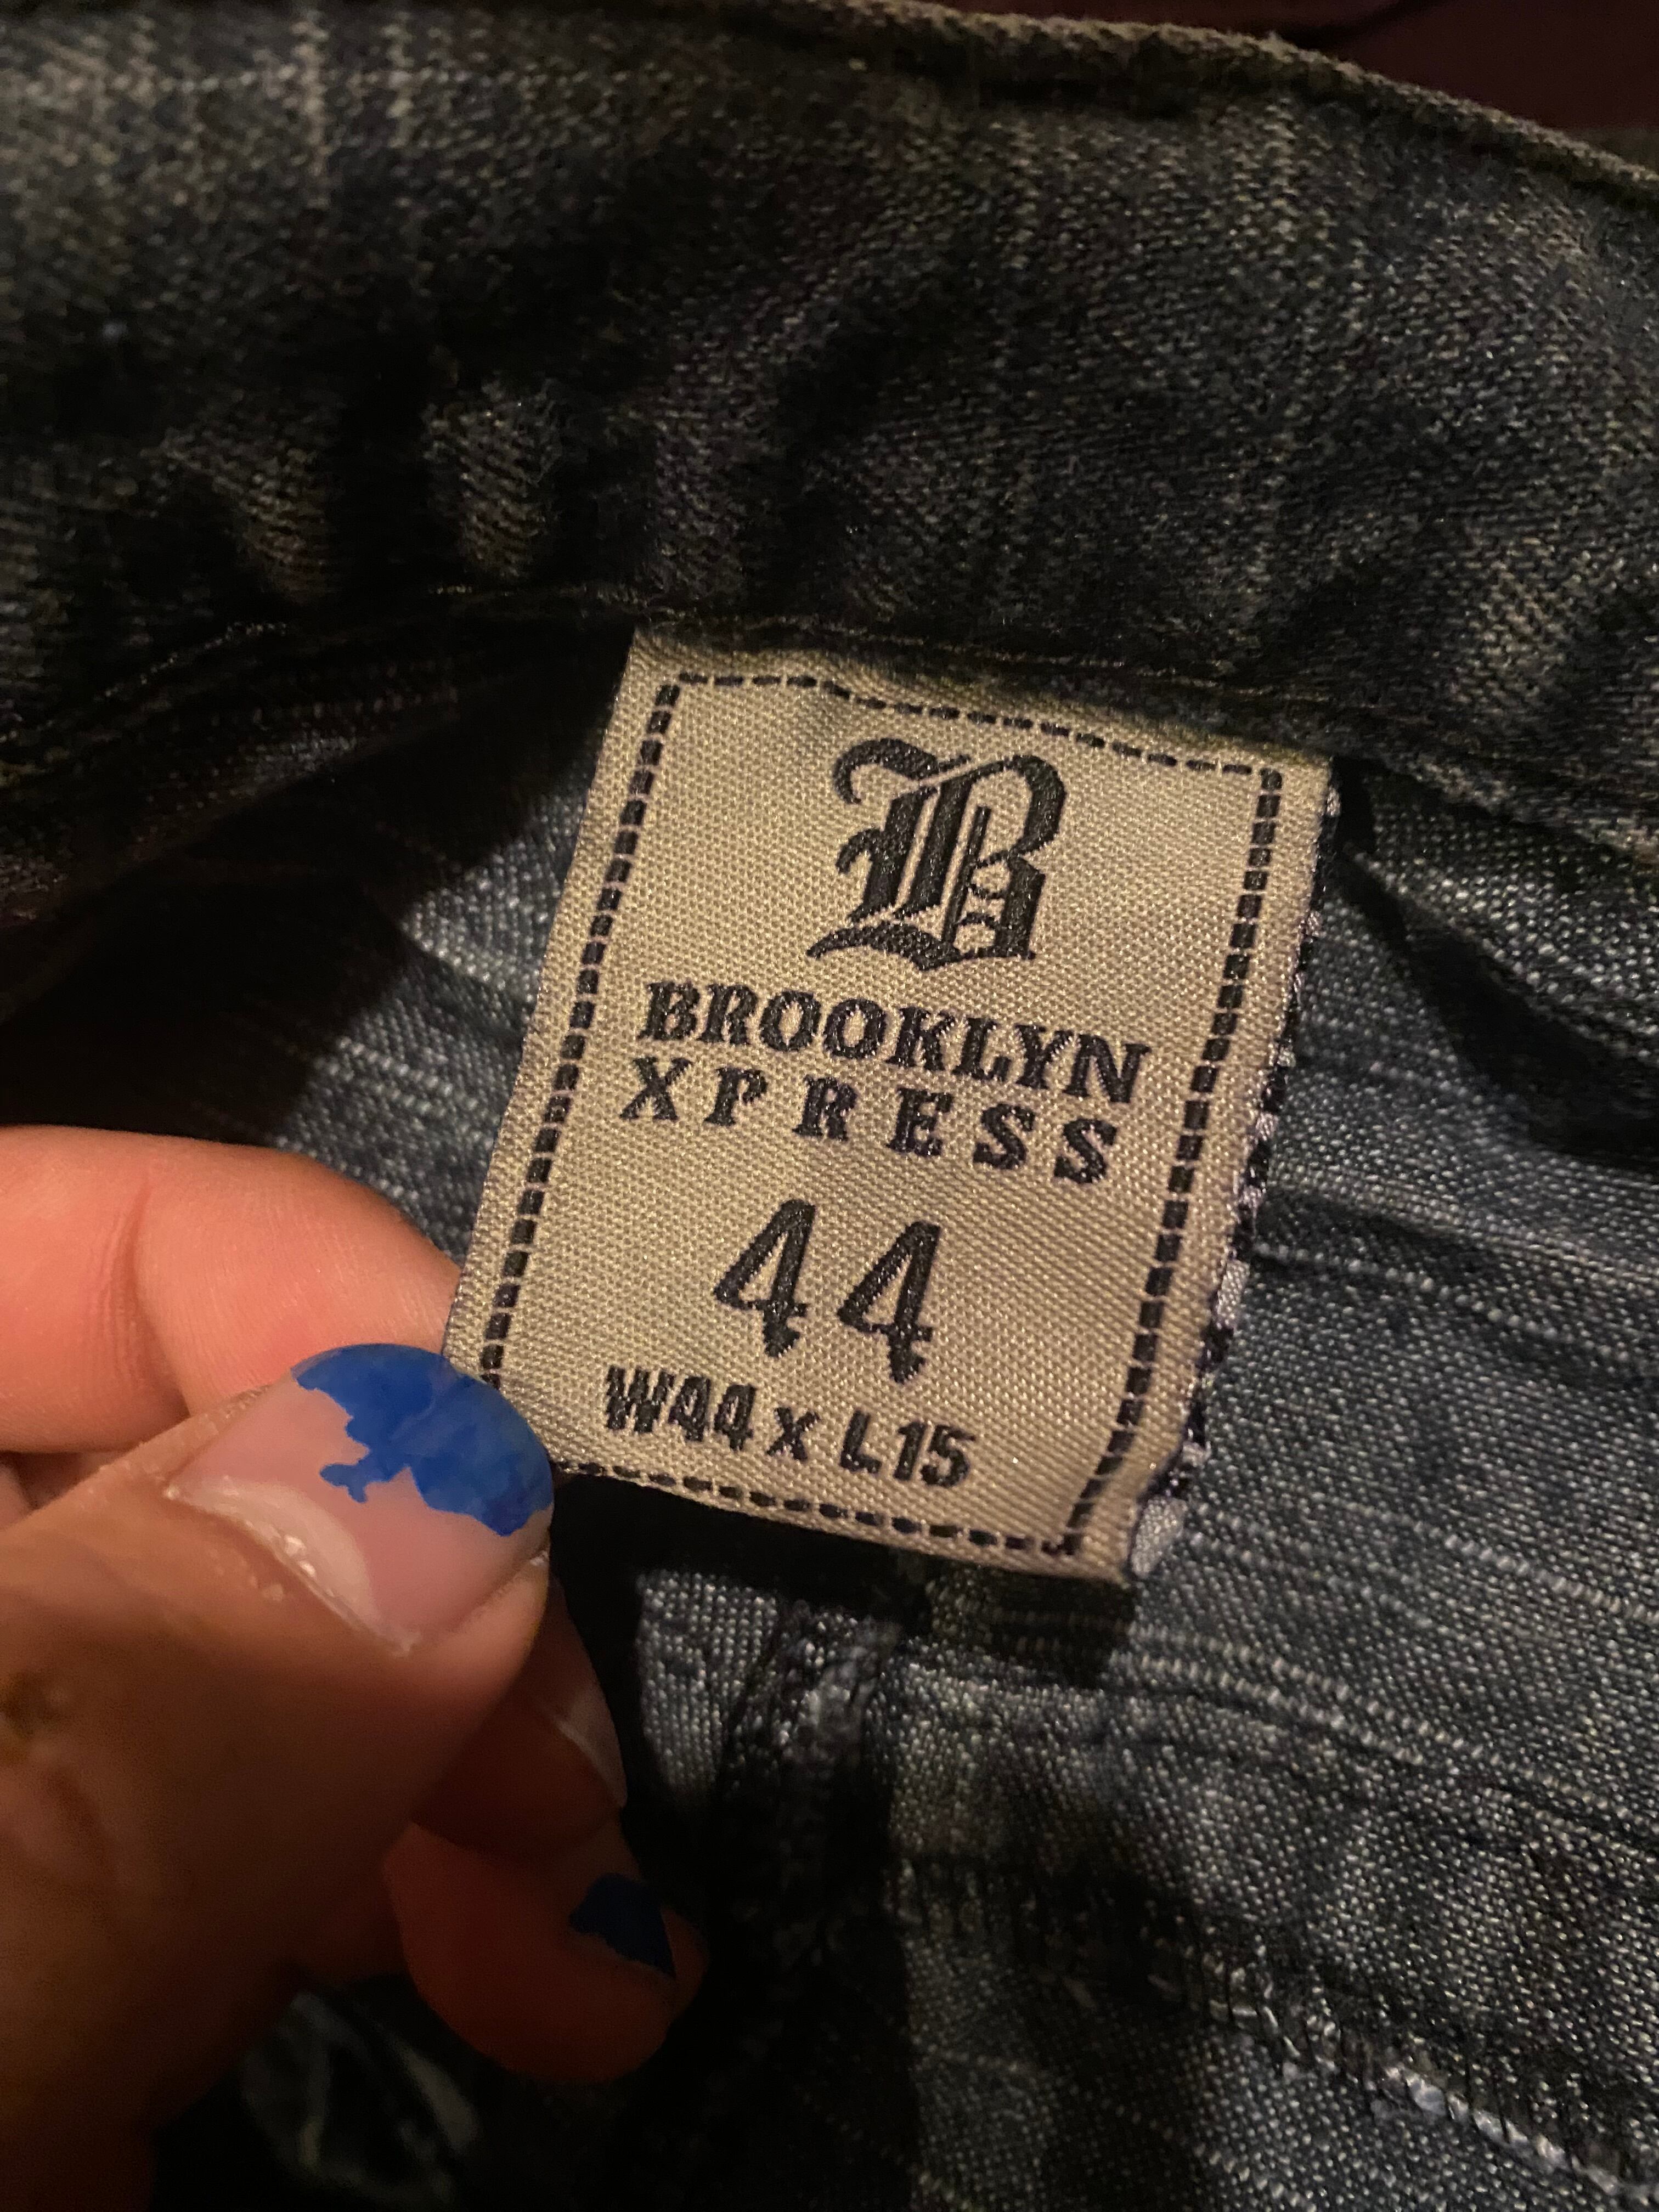 B
BROOKLYN
XPRESS
44
W44 x L15